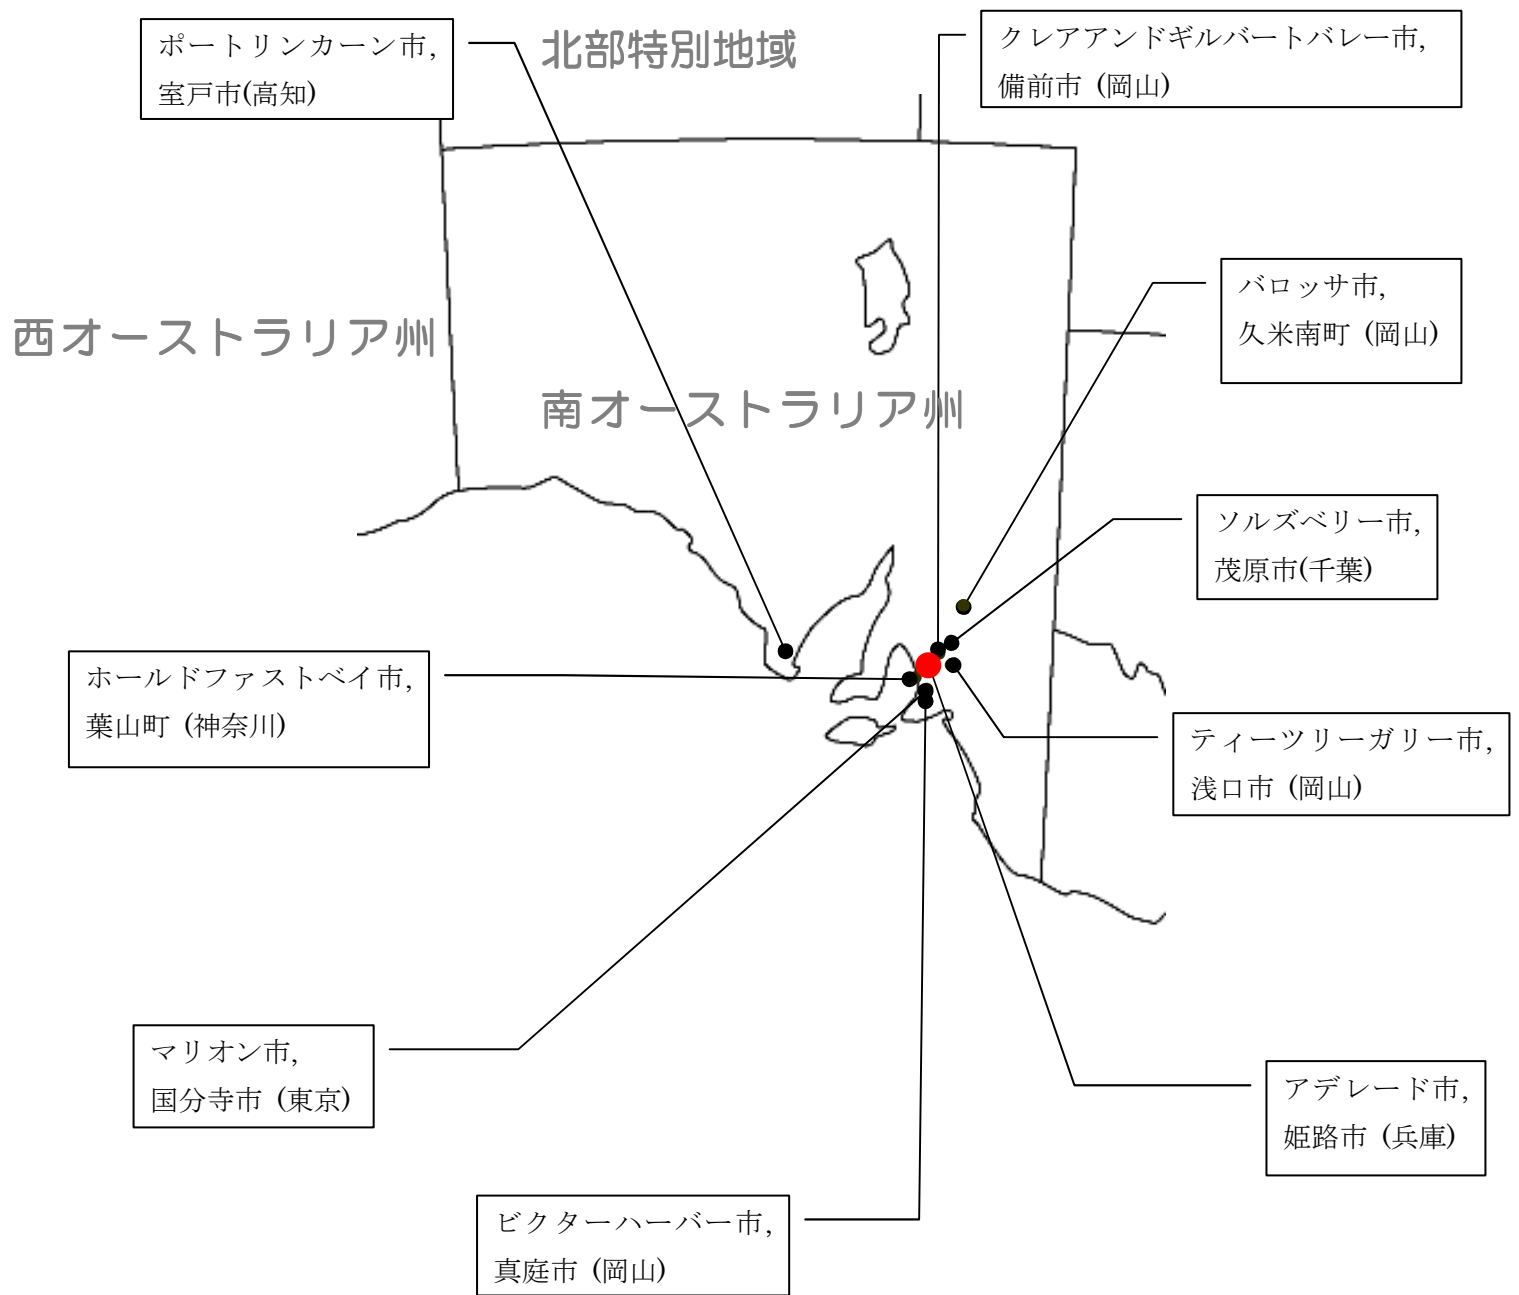 ポートリンカーン市,
室戸市(高知)
北部特別地域
クレアアンドギルバートバレー市,
備前市 (岡山)
バロッサ市,
久米南町 (岡山)
西オーストラリア州
南オーストラリア州
ソルズベリー市,
茂原市(千葉)
ホールドファストベイ市,
葉山町 (神奈川)
ティーツリーガリー市,
浅口市 (岡山)
マリオン市,
国分寺市 (東京)
アデレード市,
姫路市 (兵庫)
ビクターハーバー市,
真庭市 (岡山)